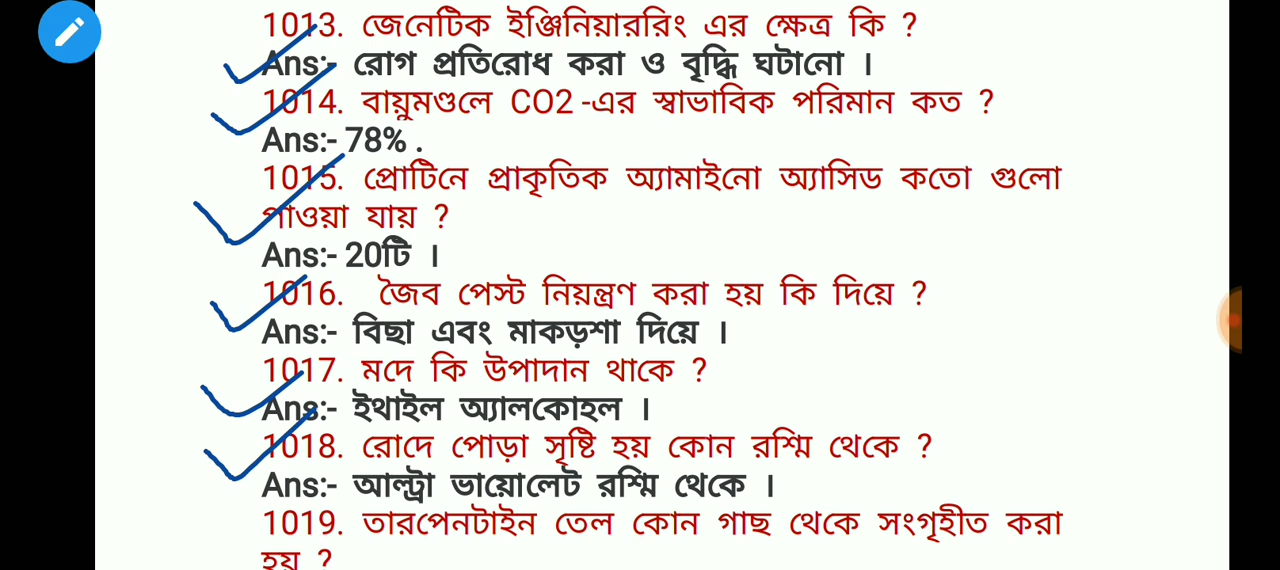 1013. জেনেটিক ইঞ্জিনিয়াররিং এর ক্ষেত্র কি ?
Ans:- রোগ প্রতিরোধ করা ও বৃদ্ধি ঘটানো ।
1014. বায়ুমণ্ডলে CO2 -এর স্বাভাবিক পরিমান কত ?
Ans:- 78% .
1015. প্রোটিনে প্রাকৃতিক অ্যামাইনো অ্যাসিড কতো গুলো
পাওয়া যায় ?
Ans:- 20টি ।
1016. জৈব পেস্ট নিয়ন্ত্রণ করা হয় কি দিয়ে ?
Ans:- বিছা এবং মাকড়শা দিয়ে ।
1017. মদে কি উপাদান থাকে ?
Ans:- ইথাইল অ্যালকোহল ।
1018. রোদে পোড়া সৃষ্টি হয় কোন রশ্মি থেকে ?
Ans:- আল্ট্রা ভায়োলেট রশ্মি থেকে ।
1019. তারপেনটাইন তেল কোন গাছ থেকে সংগৃহীত করা
হয় ?